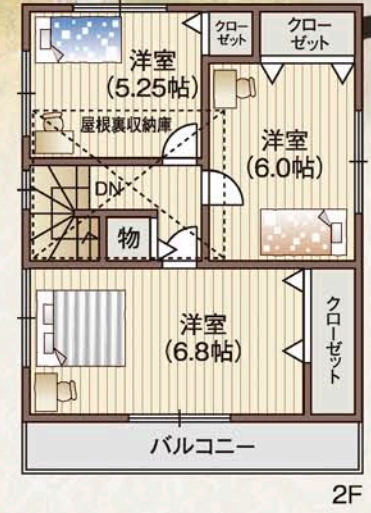 クロー
ゼット
クロー
ゼット
洋室
(5.25帖)
屋根裏収納庫
洋室
(6.0帖)
DN
物
洋室
(6.8帖)
クローゼット
バルコニー
2F